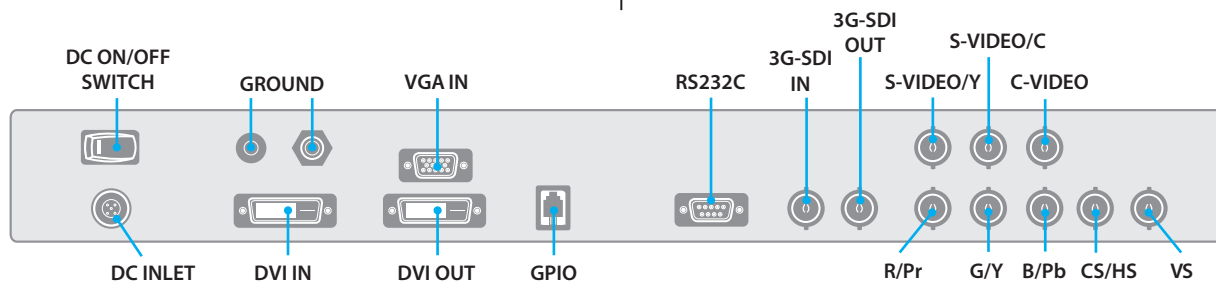 DC ON/OFF
SWITCH
GROUND
VGA IN
RS232C
3G-SDI
IN
3G-SDI
OUT
S-VIDEO/Y
S-VIDEO/C
C-VIDEO
DC INLET
DVI IN
DVI OUT
GPIO
R/Pr
G/Y
B/Pb
CS/HS
VS